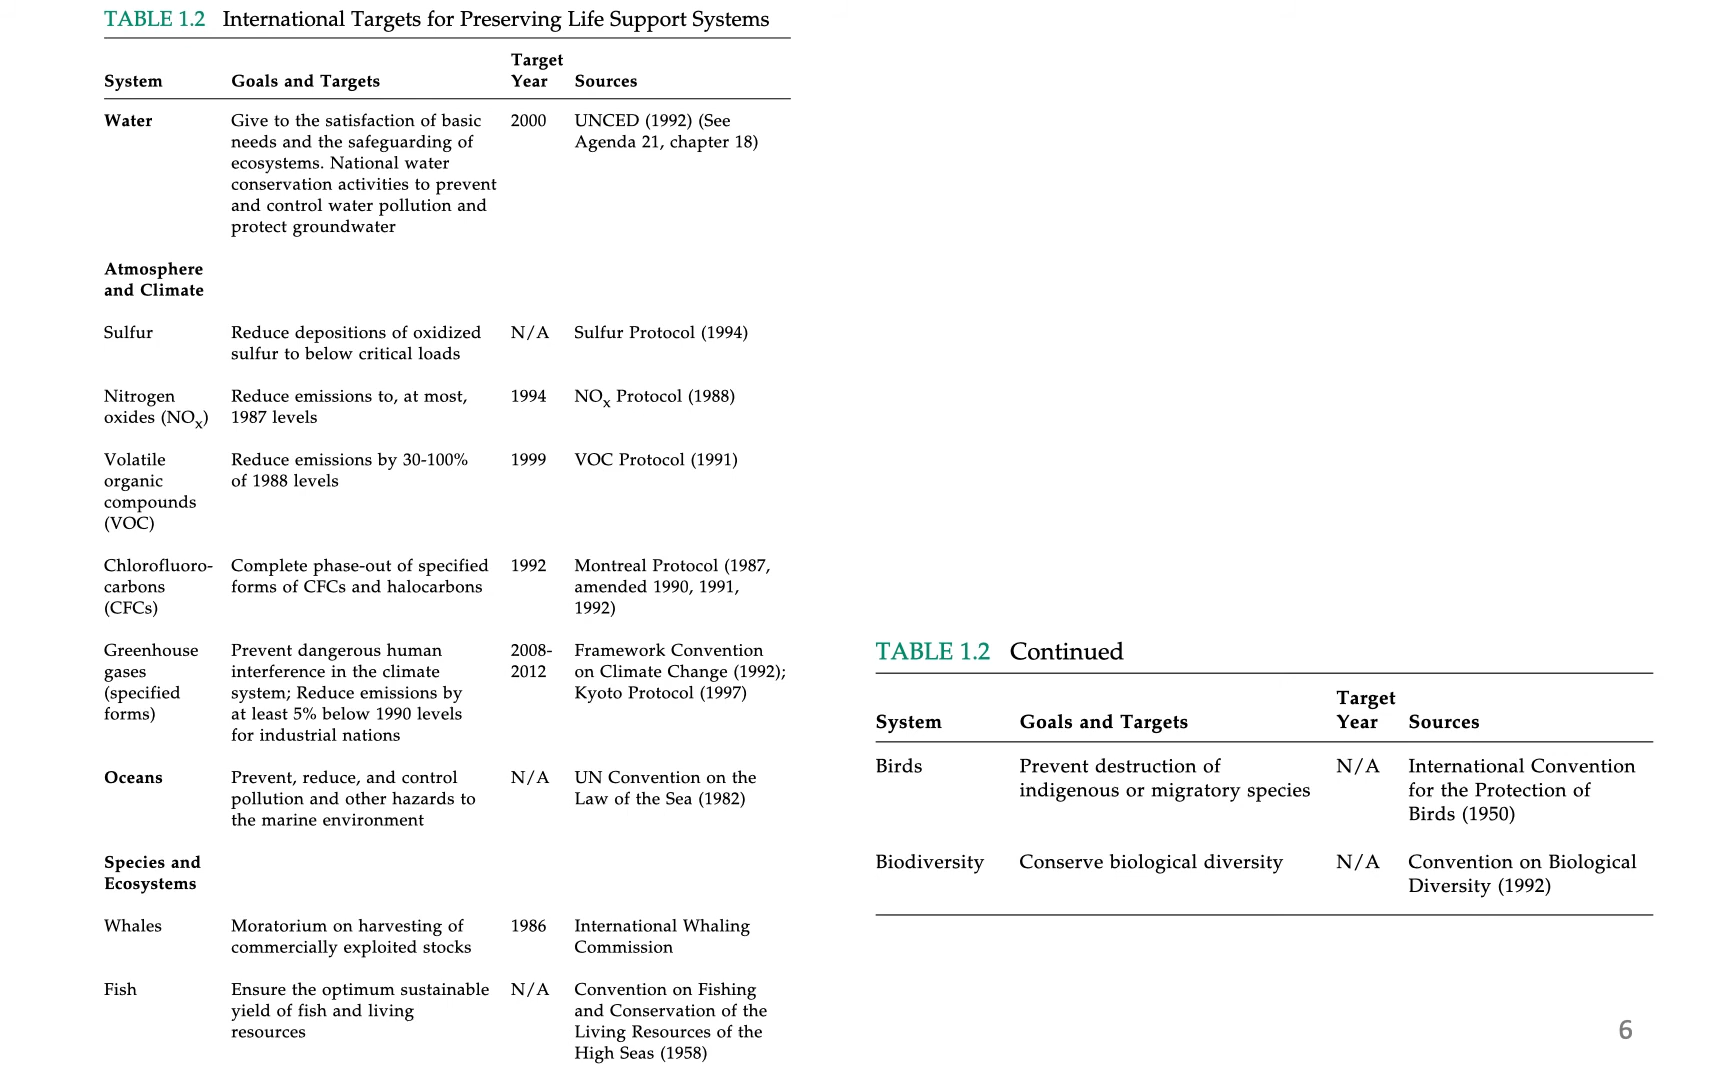 TABLE 1.2 International Targets for Preserving Life Support Systems
System Goals and Targets Target Year Sources
Water Give to the satisfaction of basic 2000 UNCED (1992) (See
needs and the safeguarding of Agenda 21, chapter 18)
ecosystems. National water
conservation activities to prevent
and control water pollution and
protect groundwater
Atmosphere
and Climate
Sulfur Reduce depositions of oxidized N/A Sulfur Protocol (1994)
sulfur to below critical loads
Nitrogen Reduce emissions to, at most, 1994 NOx Protocol (1988)
oxides (NOx) 1987 levels
Volatile Reduce emissions by 30-100% 1999 VOC Protocol (1991)
organic of 1988 levels
compounds
(VOC)
Chlorofluoro- Complete phase-out of specified 1992 Montreal Protocol (1987,
carbons forms of CFCs and halocarbons amended 1990, 1991,
(CFCs) 1992)
Greenhouse Prevent dangerous human 2008- Framework Convention
gases interference in the climate 2012 on Climate Change (1992);
(specified system; Reduce emissions by Kyoto Protocol (1997)
forms) at least 5% below 1990 levels
for industrial nations
Oceans Prevent, reduce, and control N/A UN Convention on the
pollution and other hazards to Law of the Sea (1982)
the marine environment
Species and
Ecosystems
Whales Moratorium on harvesting of 1986 International Whaling
commercially exploited stocks Commission
Fish Ensure the optimum sustainable N/A Convention on Fishing
yield of fish and living and Conservation of the
resources Living Resources of the
High Seas (1958)
TABLE 1.2 Continued
System Goals and Targets Target Year Sources
Birds Prevent destruction of N/A International Convention
indigenous or migratory species for the Protection of
Birds (1950)
Biodiversity Conserve biological diversity N/A Convention on Biological
Diversity (1992)
6